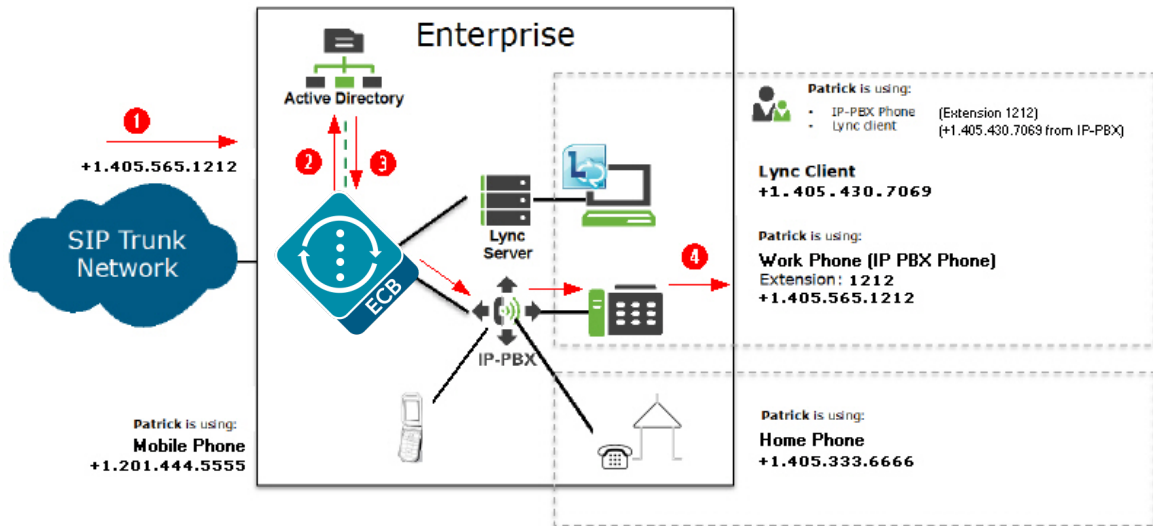 Enterprise
Active Directory
1
+1.405.565.1212
2
3
SIP Trunk
Network
ECB
Lync
Server
IP-PBX
4
Patrick is using:
• IP-PBX Phone (Extension 1212)
• Lync client (+1.405.430.7069 from IP-PBX)
Lync Client
+1.405.430.7069
Patrick is using:
Work Phone (IP PBX Phone)
Extension: 1212
+1.405.565.1212
Patrick is using:
Mobile Phone
+1.201.444.5555
Patrick is using:
Home Phone
+1.405.333.6666